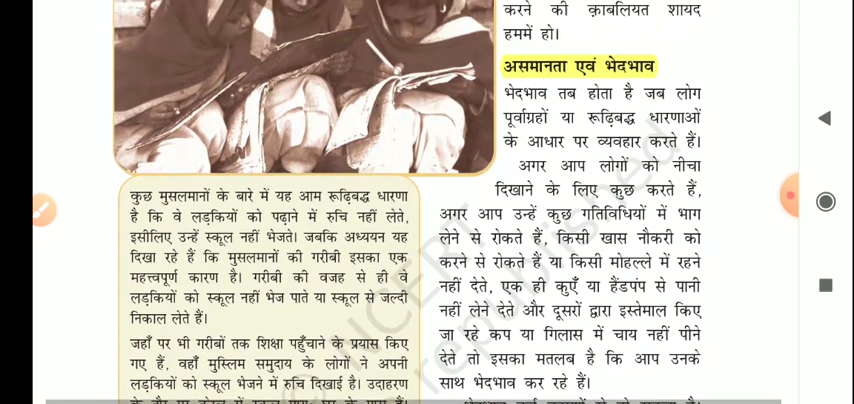 करने की क़ाबलियत शायद
हममें हो।
असमानता एवं भेदभाव
भेदभाव तब होता है जब लोग
पूर्वाग्रहों या रूढ़िबद्ध धारणाओं
के आधार पर व्यवहार करते हैं।
अगर आप लोगों को नीचा
दिखाने के लिए कुछ करते हैं,
अगर आप उन्हें कुछ गतिविधियों में भाग
लेने से रोकते हैं, किसी खास नौकरी को
करने से रोकते हैं या किसी मोहल्ले में रहने
नहीं देते, एक ही कुएँ या हैंडपंप से पानी
नहीं लेने देते और दूसरों द्वारा इस्तेमाल किए
जा रहे कप या गिलास में चाय नहीं पीने
देते तो इसका मतलब है कि आप उनके
साथ भेदभाव कर रहे हैं।
कुछ मुसलमानों के बारे में यह आम रूढ़िबद्ध धारणा
है कि वे लड़कियों को पढ़ाने में रुचि नहीं लेते,
इसीलिए उन्हें स्कूल नहीं भेजते। जबकि अध्ययन यह
दिखा रहे हैं कि मुसलमानों की गरीबी इसका एक
महत्त्वपूर्ण कारण है। गरीबी की वजह से ही वे
लड़कियों को स्कूल नहीं भेज पाते या स्कूल से जल्दी
निकाल लेते हैं।
जहाँ पर भी गरीबों तक शिक्षा पहुँचाने के प्रयास किए
गए हैं, वहाँ मुस्लिम समुदाय के लोगों ने अपनी
लड़कियों को स्कूल भेजने में रुचि दिखाई है। उदाहरण
© NCERT
republished